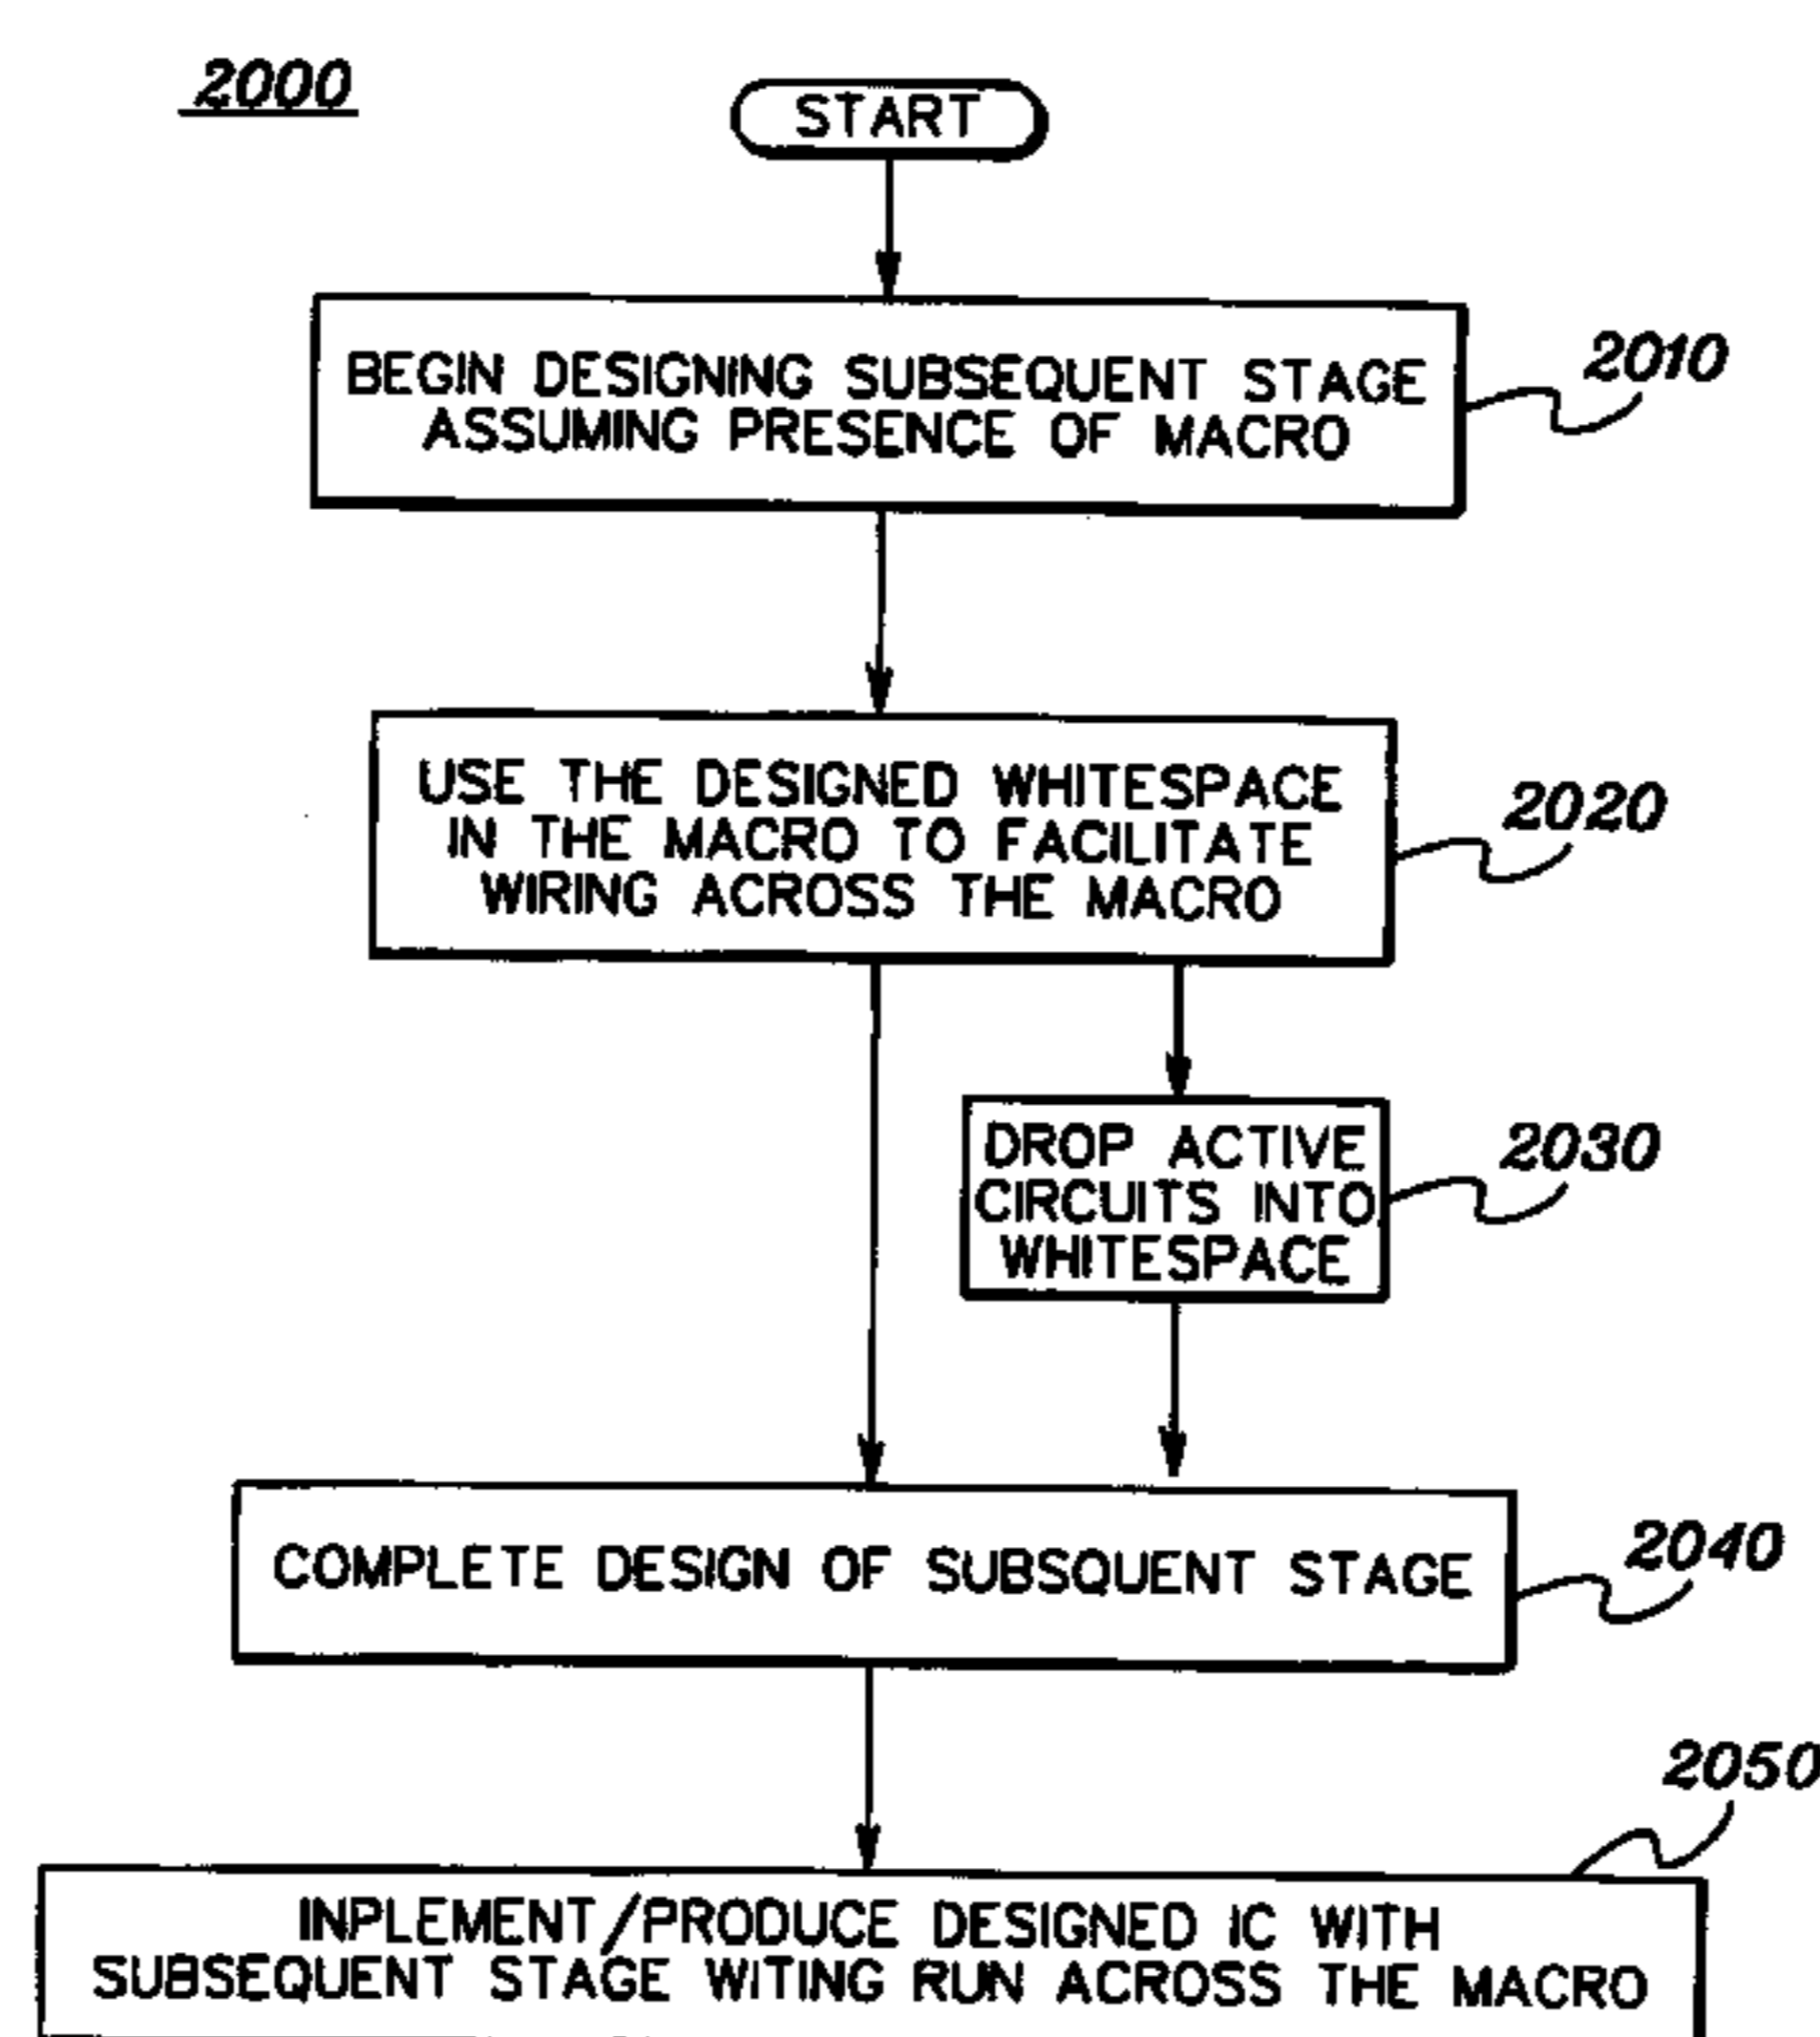 2000
START
BEGIN DESIGNING SUBSEQUENT STAGE
ASSUMING PRESENCE OF MACRO
2010
USE THE DESIGNED WHITESPACE
IN THE MACRO TO FACILITATE
WIRING ACROSS THE MACRO
2020
DROP ACTIVE
CIRCUITS INTO
WHITESPACE
2030
COMPLETE DESIGN OF SUBSQUENT STAGE
2040
2050
INPLEMENT/PRODUCE DESIGNED IC WITH
SUBSEQUENT STAGE WITING RUN ACROSS THE MACRO